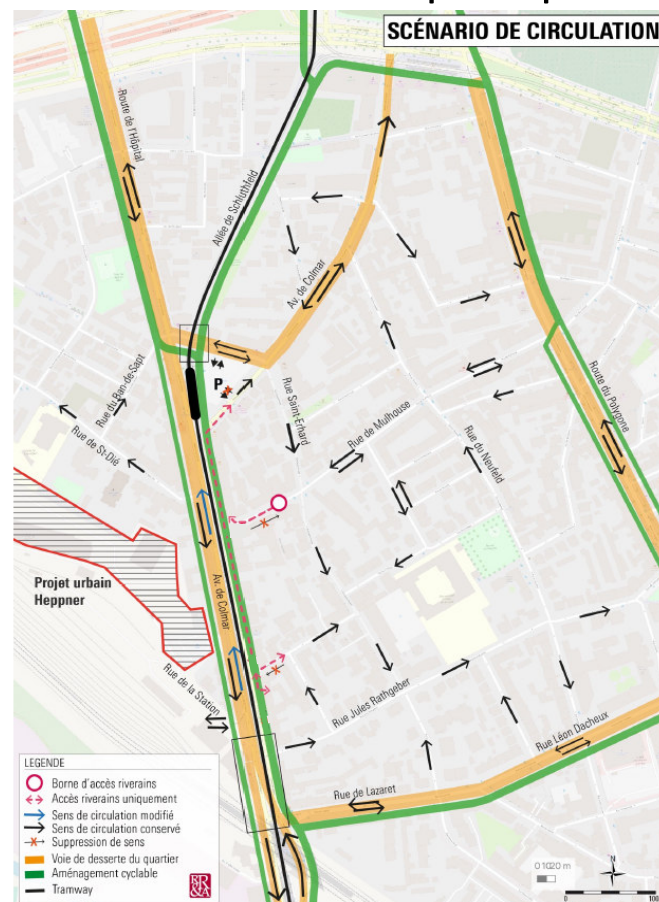 SCÉNARIO DE CIRCULATION
Route de l'Hôpital
Allée de Schluthfeld
Av. de Colmar
P
Rue du Ban-de-Sapt
Rue de St-Dié
Rue Saint-Erhard
Rue de Mulhouse
Rue du Neufeld
Route du Polygone
Projet urbain
Heppner
Av. de Colmar
Rue de la Station
Rue Jules Rathgeber
Rue Léon Dacheux
Rue de Lazaret
LEGENDE
Borne d'accès riverains
Accès riverains uniquement
Sens de circulation modifié
Sens de circulation conservé
Suppression de sens
Voie de desserte du quartier
Aménagement cyclable
Tramway
0 10 20 m
N
0